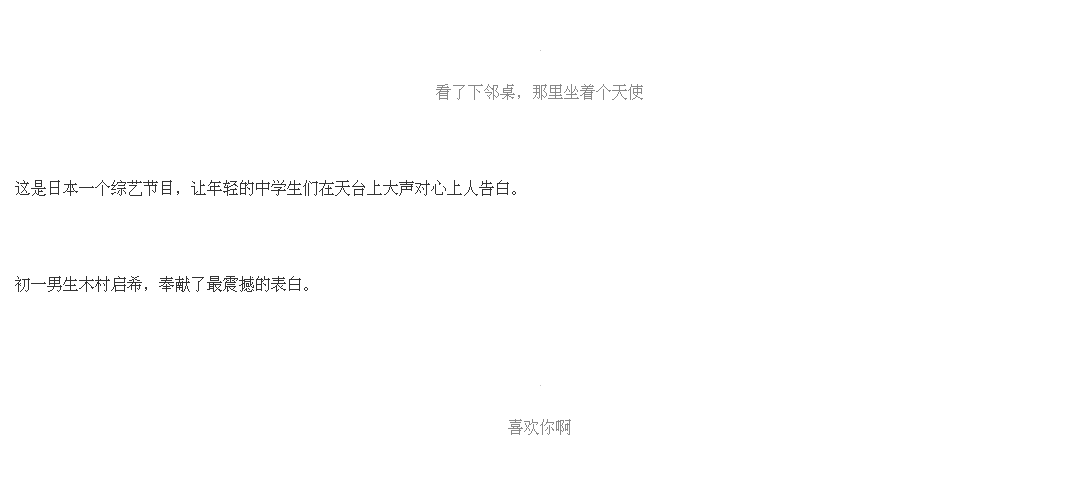 看了下邻桌，那里坐着个天使
这是日本一个综艺节目，让年轻的中学生们在天台上大声对心上人告白。
初一男生木村启希，奉献了最震撼的表白。
喜欢你啊